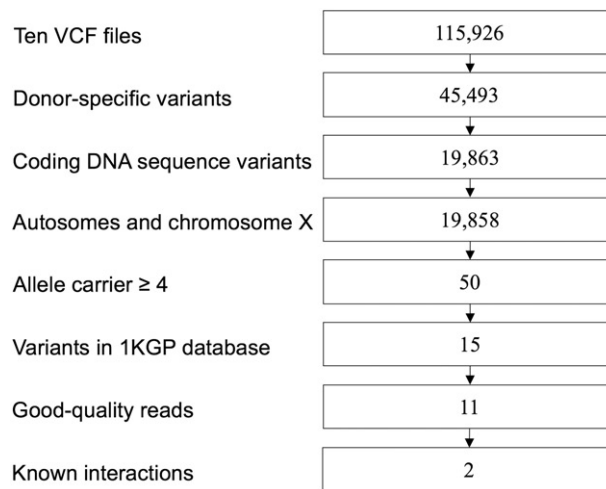 Ten VCF files 115,926
Donor-specific variants 45,493
Coding DNA sequence variants 19,863
Autosomes and chromosome X 19,858
Allele carrier ≥ 4 50
Variants in 1KGP database 15
Good-quality reads 11
Known interactions 2